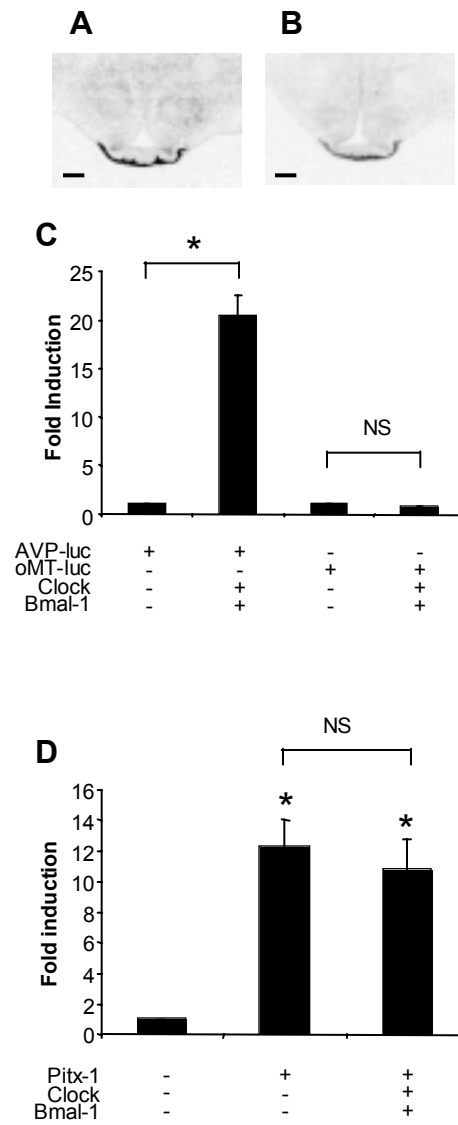 A B
C
*
25
20
15
10
5
0
Fold Induction
NS
AVP-luc + + - -
oMT-luc - - + +
Clock - + - +
Bmal-1 - + - +
D
NS
16
14
12
10
8
6
4
2
0
Fold induction
* *
Pitx-1 - + +
Clock - - +
Bmal-1 - - +